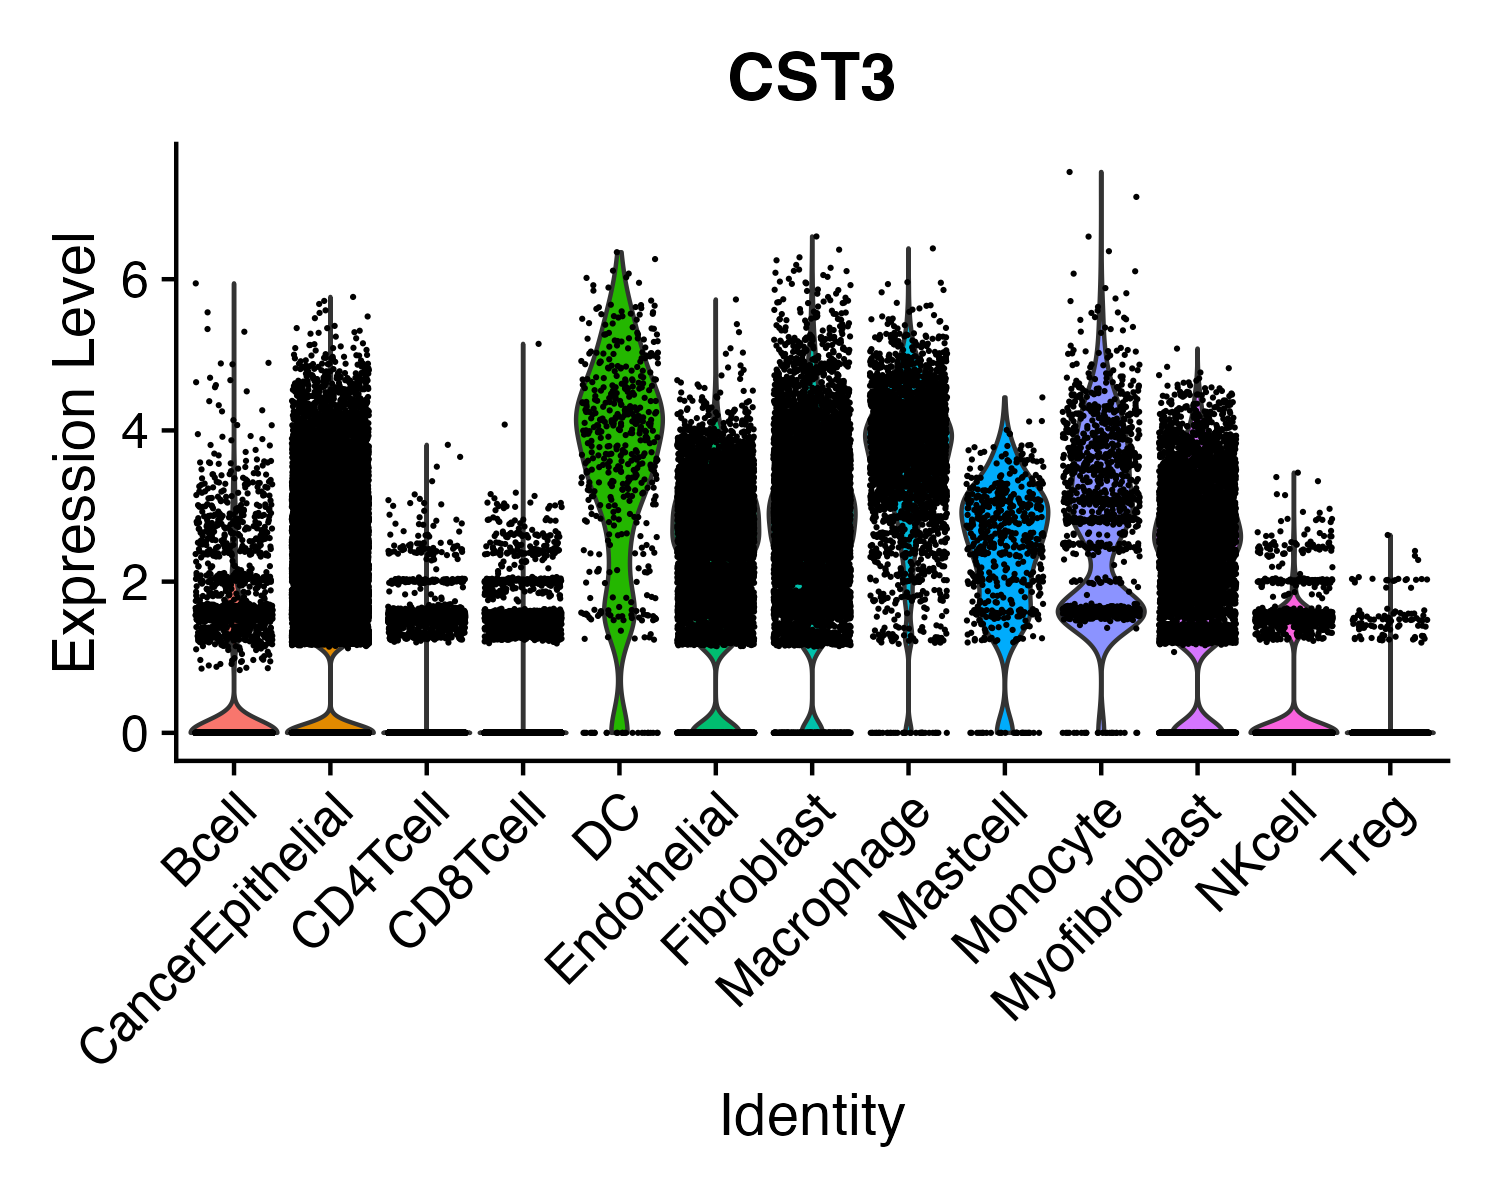 CST3
Expression Level
6
4
2
0
Bcell
CancerEpithelial
CD4Tcell
CD8Tcell
DC
Endothelial
Fibroblast
Macrophage
Mastcell
Monocyte
Myofibroblast
NKcell
Treg
Identity